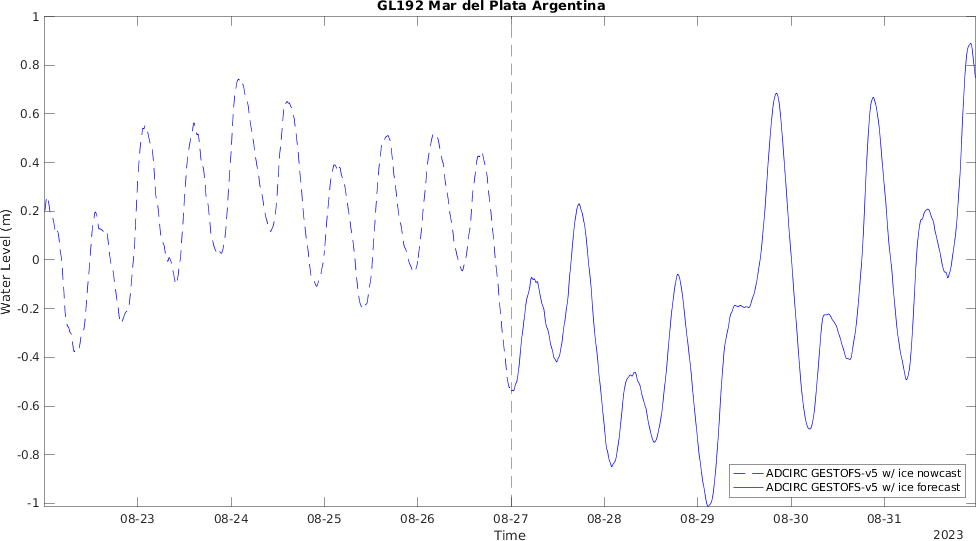 GL192 Mar del Plata Argentina
1
0.8
0.6
0.4
0.2
0
-0.2
-0.4
-0.6
-0.8
-1
Water Level (m)
ADCIRC GESTOFS-v5 w/ ice nowcast
ADCIRC GESTOFS-v5 w/ ice forecast
08-23 08-24 08-25 08-26 08-27 08-28 08-29 08-30 08-31
Time
2023